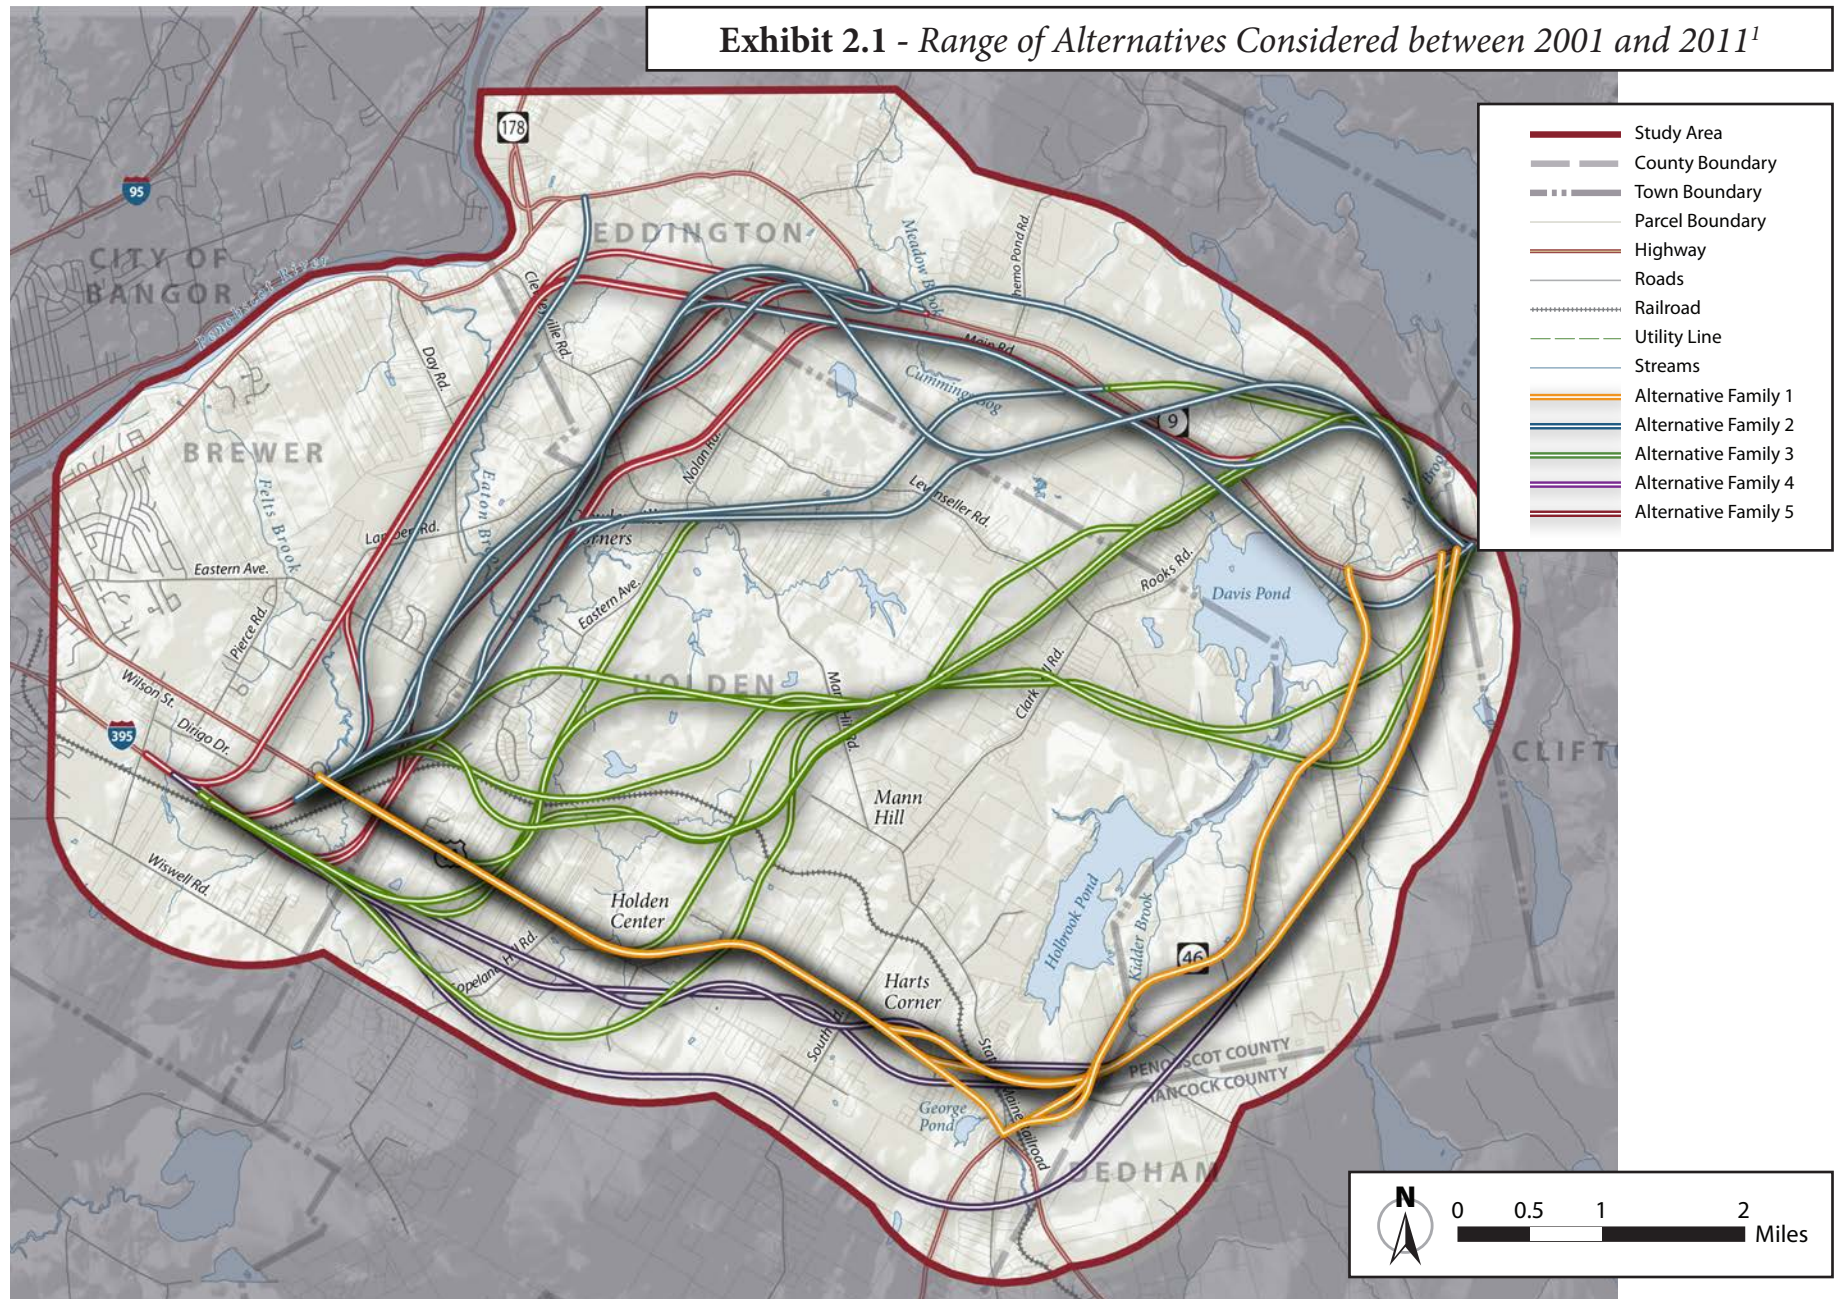 Exhibit 2.1 - Range of Alternatives Considered between 2001 and 2011¹
Study Area
County Boundary
Town Boundary
Parcel Boundary
Highway
Roads
Railroad
Utility Line
Streams
Alternative Family 1
Alternative Family 2
Alternative Family 3
Alternative Family 4
Alternative Family 5
178
95
CITY OF
BANGOR
EDDINGTON
Meadow Brook
Day Rd.
Main Rd.
BREWER
Felts Brook
Eaton
Nolan Rd.
9
Eastern Ave.
Pierce Rd.
Eastern Ave.
Rooks Rd.
Davis Pond
HOLDEN
Wilson St.
Dirigo Dr.
395
Clark
Rd.
Mann
Hill
Wiswell Rd.
Holden
Center
Holbrook Pond
Kidder Brook
46
Harts
Corner
George
Pond
PENOBSCOT COUNTY
HANCOCK COUNTY
DEDHAM
N
0 0.5 1 2
Miles